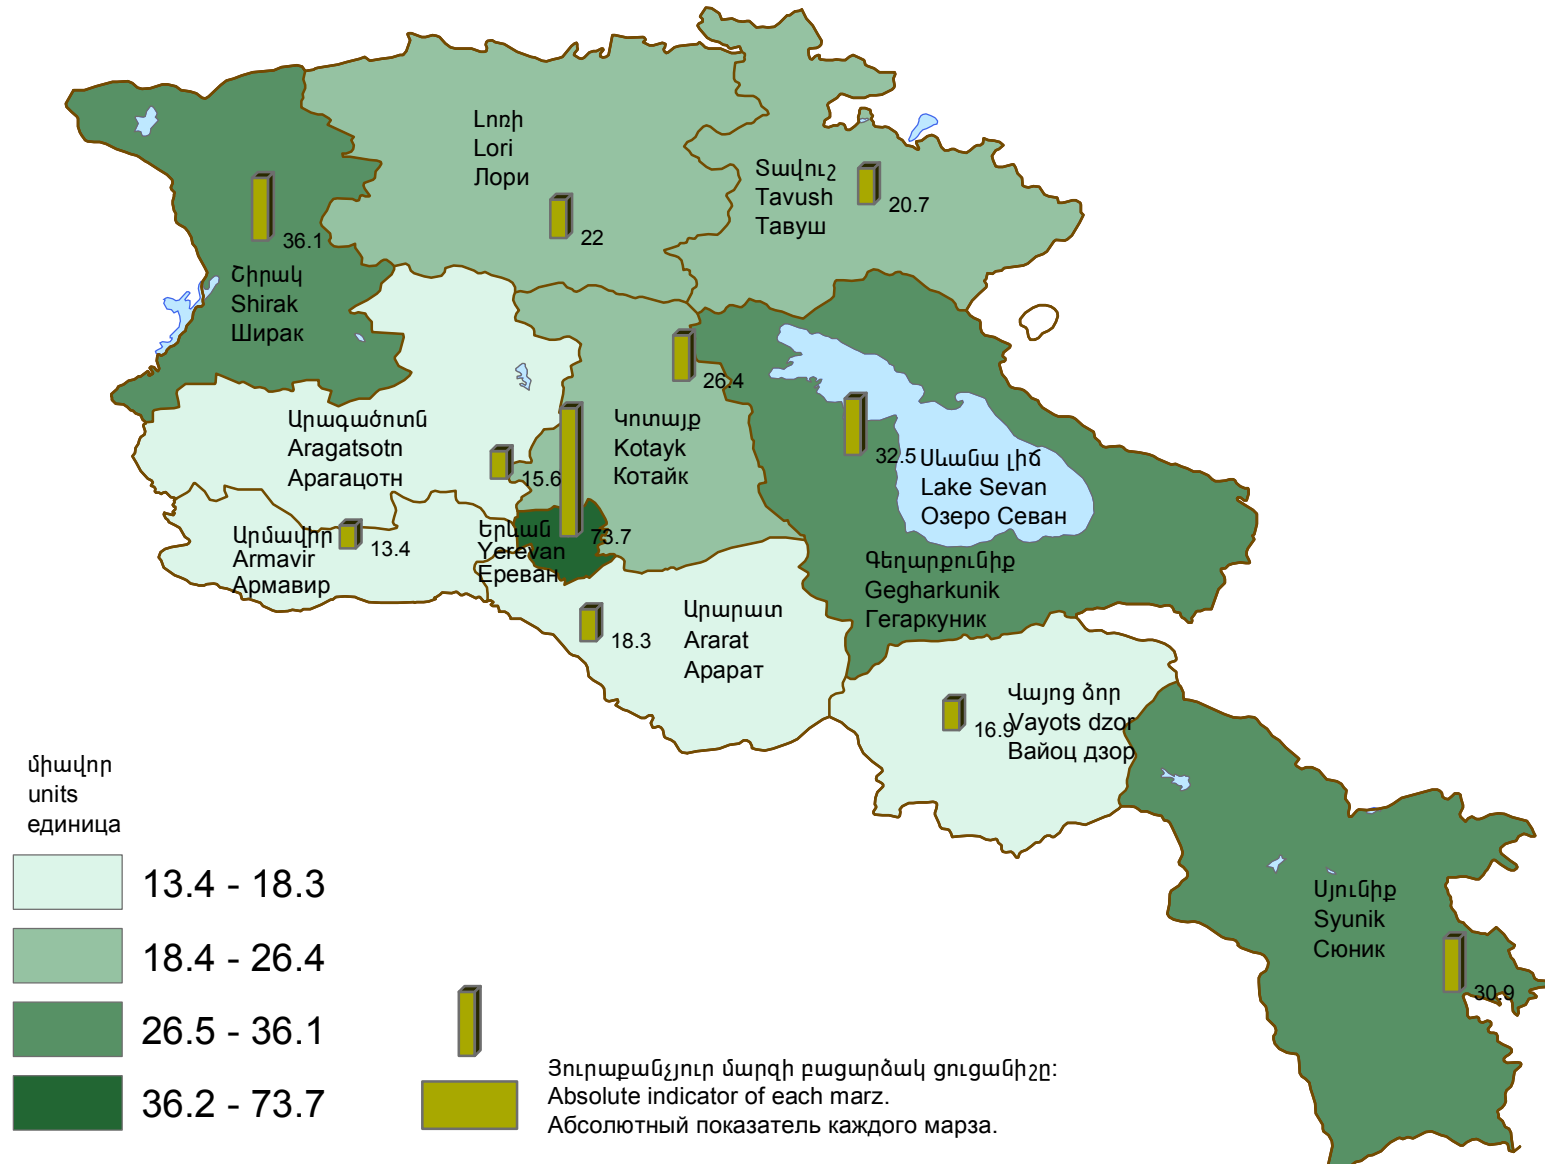 Լոռի
Lori
Лори
22
Տավուշ
Tavush
Тавуш
20.7
36.1
Շիրակ
Shirak
Ширак
26.4
Կոտայք
Kotayk
Котайк
Արագածոտն
Aragatsotn
Арагацотн
15.6
32.5
Սևանա լիճ
Lake Sevan
Озеро Севан
Արմավիր
Armavir
Армавир
13.4
Երևան
Yerevan
Ереван
73.7
Գեղարքունիք
Gegharkunik
Гегаркуник
18.3
Արարատ
Ararat
Арарат
16.9
Վայոց ձոր
Vayots dzor
Вайоц дзор
Սյունիք
Syunik
Сюник
30.9
միավոր
units
единица
13.4 - 18.3
18.4 - 26.4
26.5 - 36.1
36.2 - 73.7
Յուրաքանչյուր մարզի բացարձակ ցուցանիշը:
Absolute indicator of each marz.
Абсолютный показатель каждого марза.